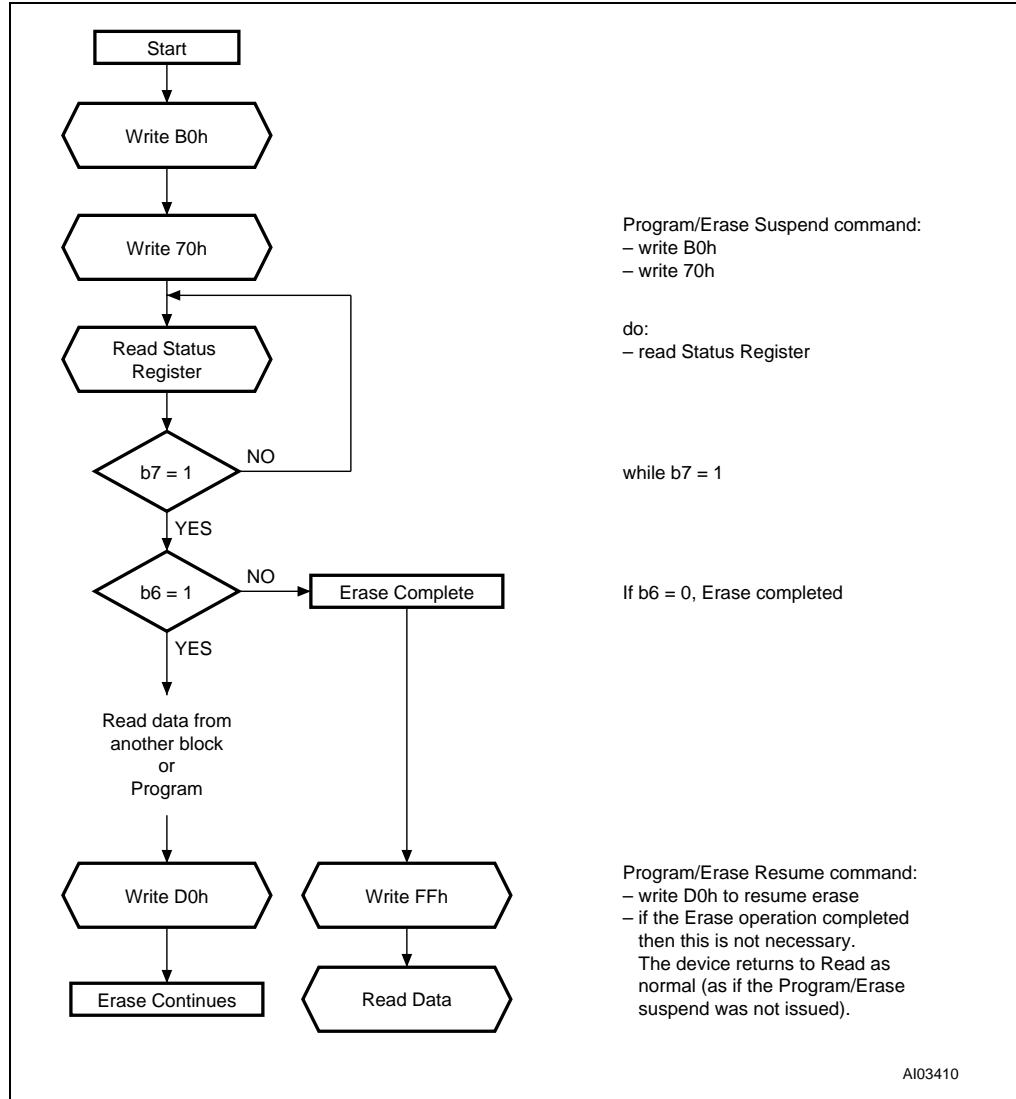 Start
Write B0h
Write 70h
Program/Erase Suspend command:
– write B0h
– write 70h
do:
– read Status Register
Read Status
Register
NO
b7 = 1
while b7 = 1
YES
NO
b6 = 1
Erase Complete
If b6 = 0, Erase completed
YES
Read data from
another block
or
Program
Write D0h
Write FFh
Program/Erase Resume command:
– write D0h to resume erase
– if the Erase operation completed
then this is not necessary.
The device returns to Read as
normal (as if the Program/Erase
suspend was not issued).
Erase Continues
Read Data
AI03410